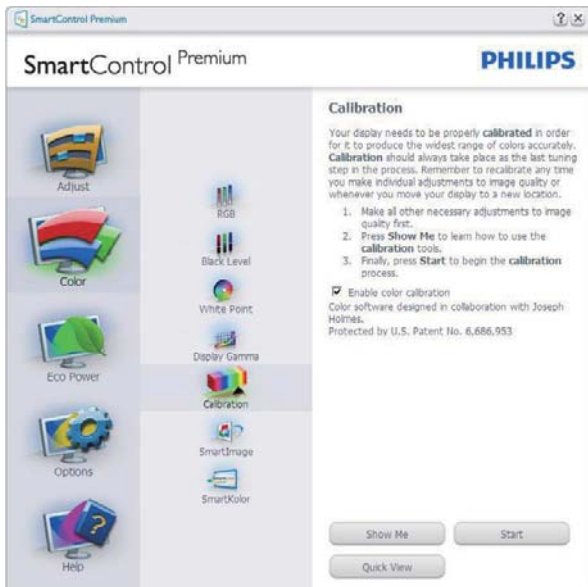 SmartControl Premium
SmartControl Premium
PHILIPS
Adjust
Color
Eco Power
Options
Help
RGB
Black Level
White Point
Display Gamma
Calibration
SmartImage
SmartKolor
Calibration
Your display needs to be properly calibrated in order
for it to produce the widest range of colors accurately.
Calibration should always take place as the last tuning
step in the process. Remember to recalibrate any time
you make individual adjustments to image quality or
whenever you move your display to a new location.
1. Make all other necessary adjustments to image
quality first.
2. Press Show Me to learn how to use the
calibration tools.
3. Finally, press Start to begin the calibration
process.
Enable color calibration
Color software designed in collaboration with Joseph
Holmes.
Protected by U.S. Patent No. 6,686,953
Show Me
Start
Quick View